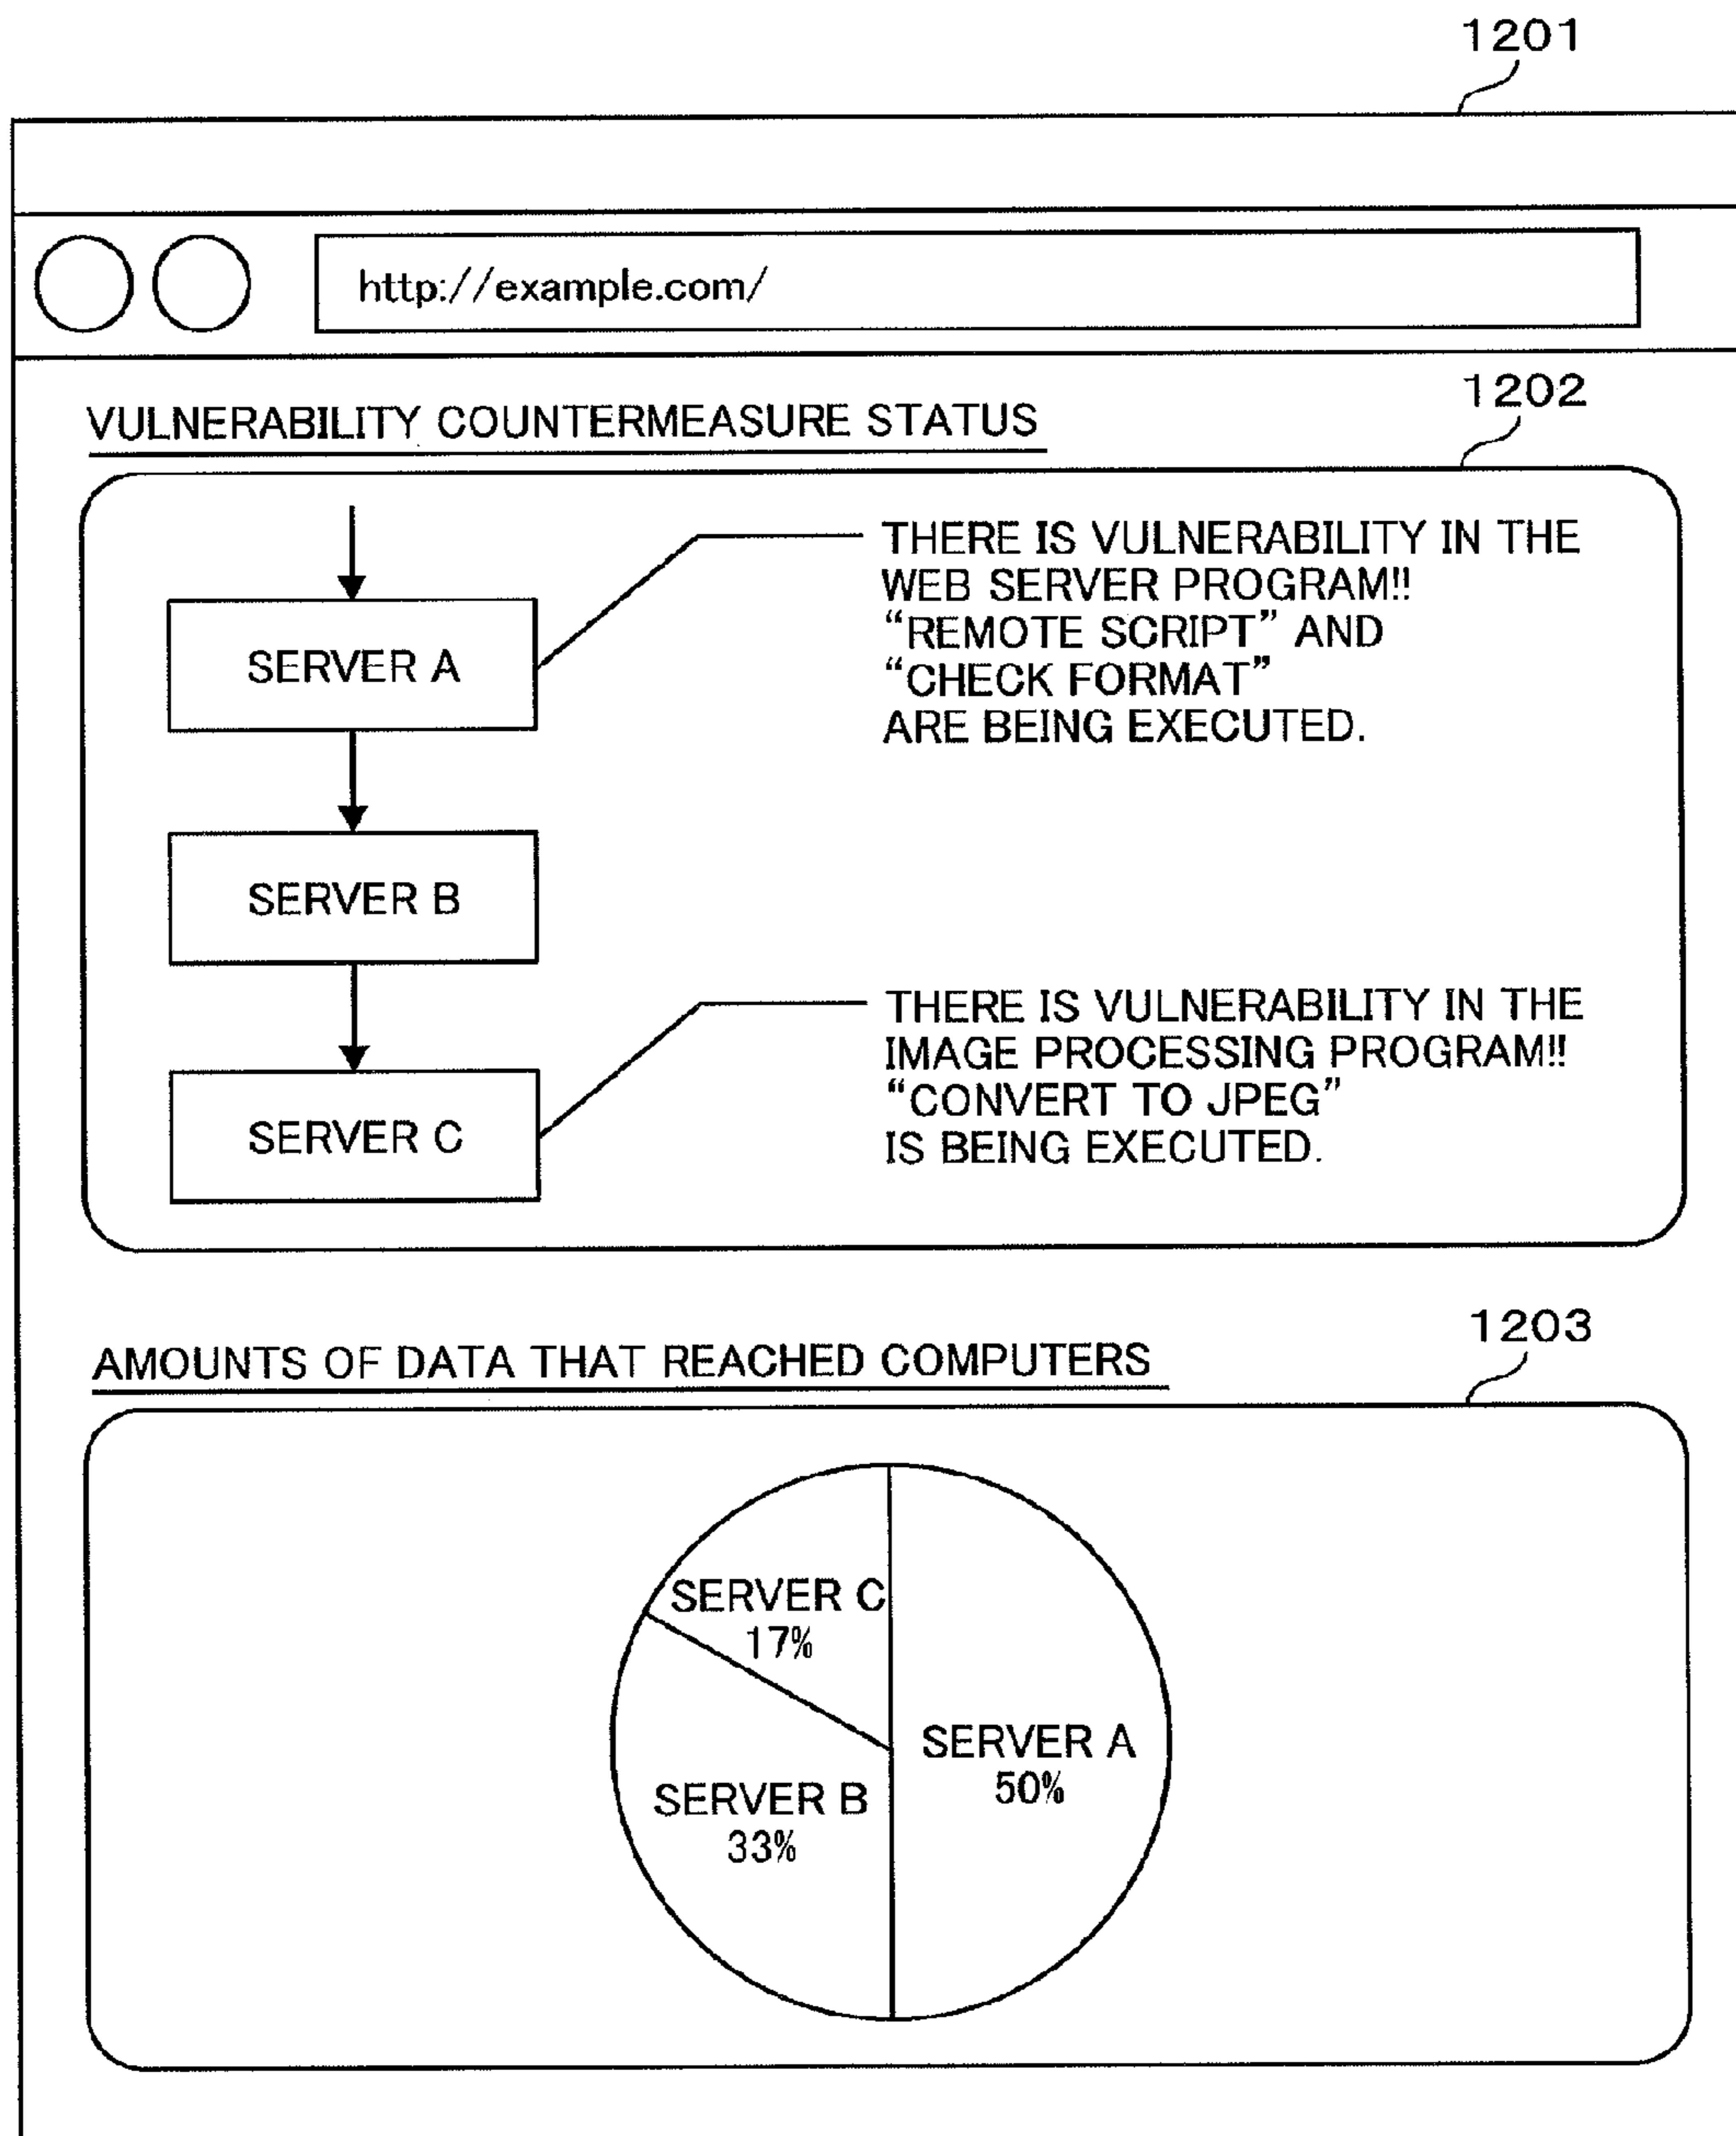 1201
http://example.com/
1202
VULNERABILITY COUNTERMEASURE STATUS
SERVER A
THERE IS VULNERABILITY IN THE
WEB SERVER PROGRAM!!
“REMOTE SCRIPT” AND
“CHECK FORMAT”
ARE BEING EXECUTED.
SERVER B
SERVER C
THERE IS VULNERABILITY IN THE
IMAGE PROCESSING PROGRAM!!
“CONVERT TO JPEG”
IS BEING EXECUTED.
1203
AMOUNTS OF DATA THAT REACHED COMPUTERS
SERVER C
17%
SERVER A
50%
SERVER B
33%